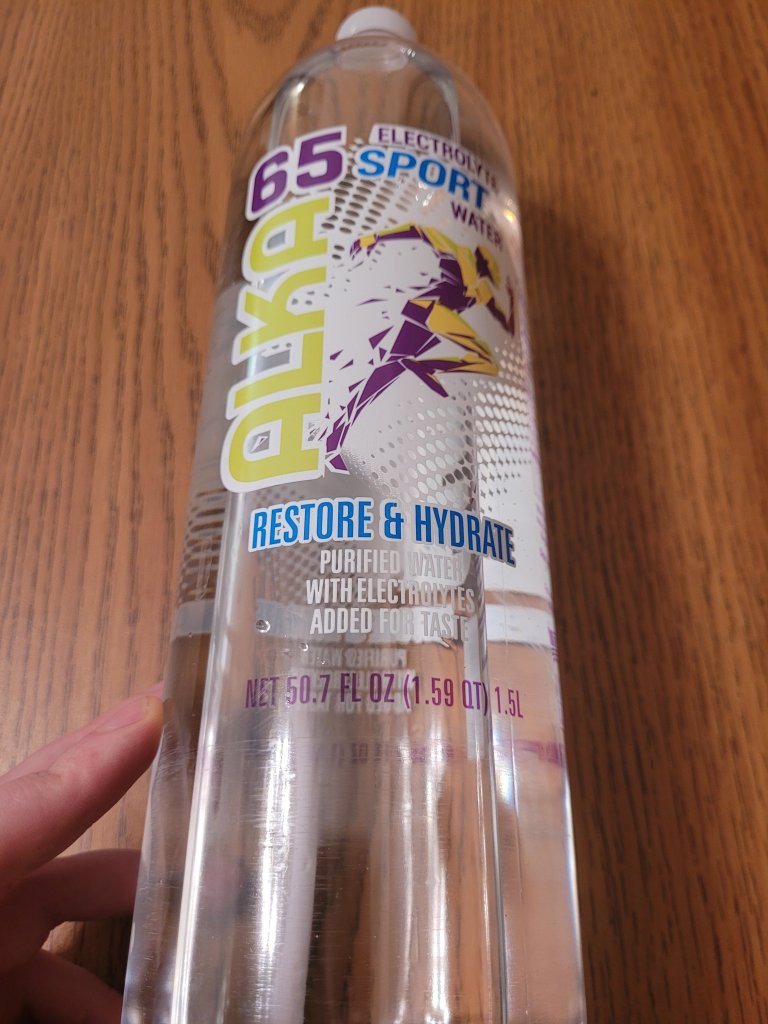 ALKA 65
ELECTROLYTE
SPORT
WATER
RESTORE & HYDRATE
PURIFIED WATER
WITH ELECTROLYTES
ADDED FOR TASTE
NET 50.7 FL OZ (1.59 QT) 1.5L